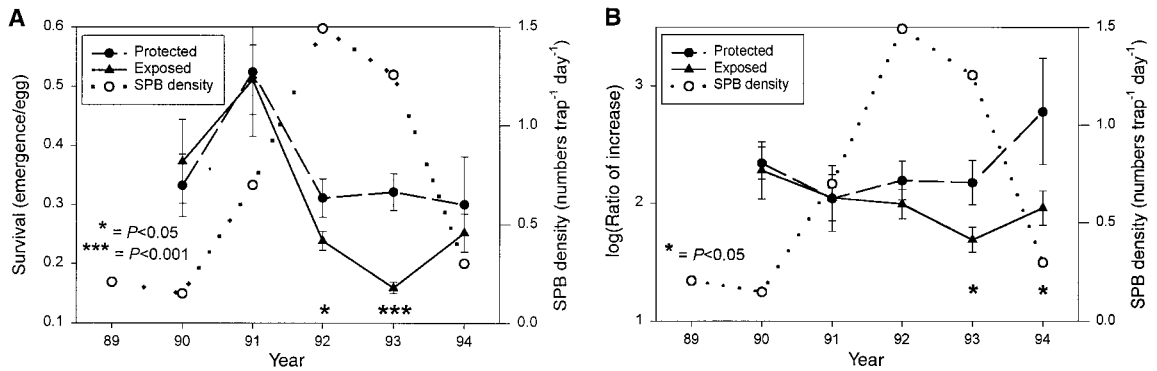 A
Survival (emergence/egg)
0.6
0.5
0.4
0.3
0.2
0.1
Protected
Exposed
SPB density
* = P<0.05
*** = P<0.001
* ***
89 90 91 92 93 94
Year
1.5
1.0
0.5
0.0
SPB density (numbers trap-1 day-1)
B
log(Ratio of increase)
3
2
1
Protected
Exposed
SPB density
* = P<0.05
* *
89 90 91 92 93 94
Year
1.5
1.0
0.5
0.0
SPB density (numbers trap-1 day-1)